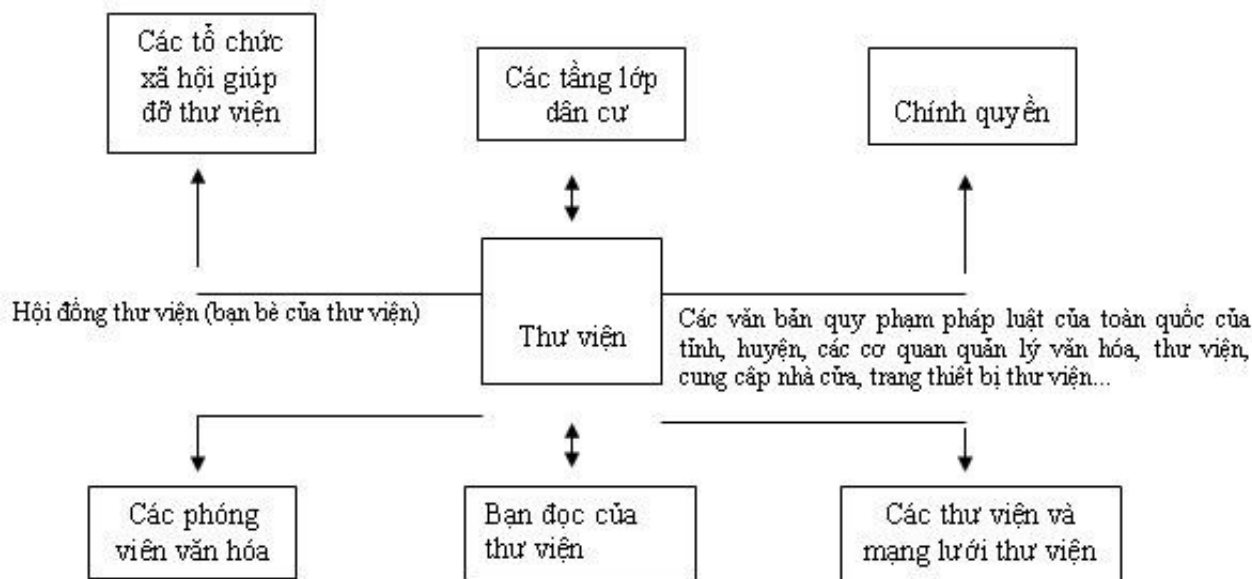 Các tổ chức
xã hội giúp
đỡ thư viện
Các tầng lớp
dân cư
Chính quyền
Hội đồng thư viện (bạn bè của thư viện)
Thư viện
Các văn bản quy phạm pháp luật của toàn quốc của
tỉnh, huyện, các cơ quan quản lý văn hóa, thư viện,
cung cấp nhà cửa, trang thiết bị thư viện...
Các phóng
viên văn hóa
Bạn đọc của
thư viện
Các thư viện và
mạng lưới thư viện